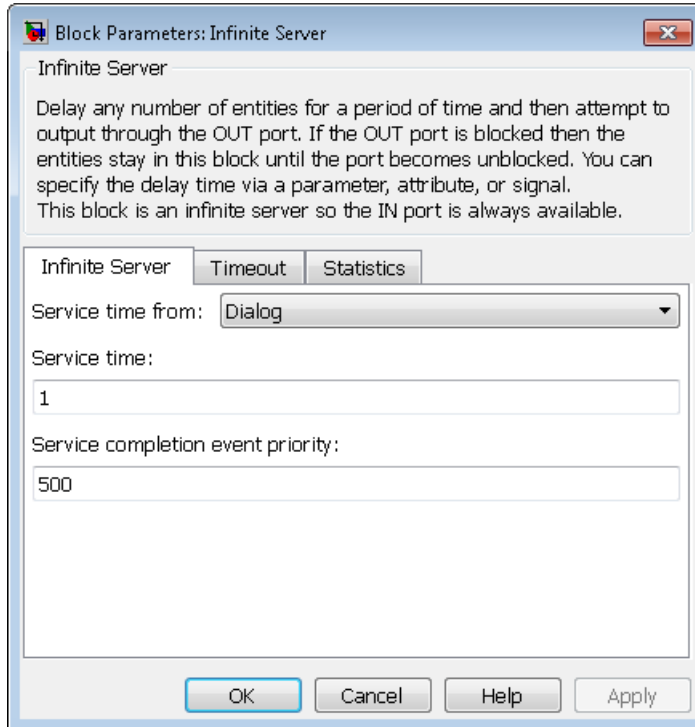 Block Parameters: Infinite Server
Infinite Server
Delay any number of entities for a period of time and then attempt to
output through the OUT port. If the OUT port is blocked then the
entities stay in this block until the port becomes unblocked. You can
specify the delay time via a parameter, attribute, or signal.
This block is an infinite server so the IN port is always available.
Infinite Server Timeout Statistics
Service time from: Dialog
Service time:
1
Service completion event priority:
500
OK Cancel Help Apply